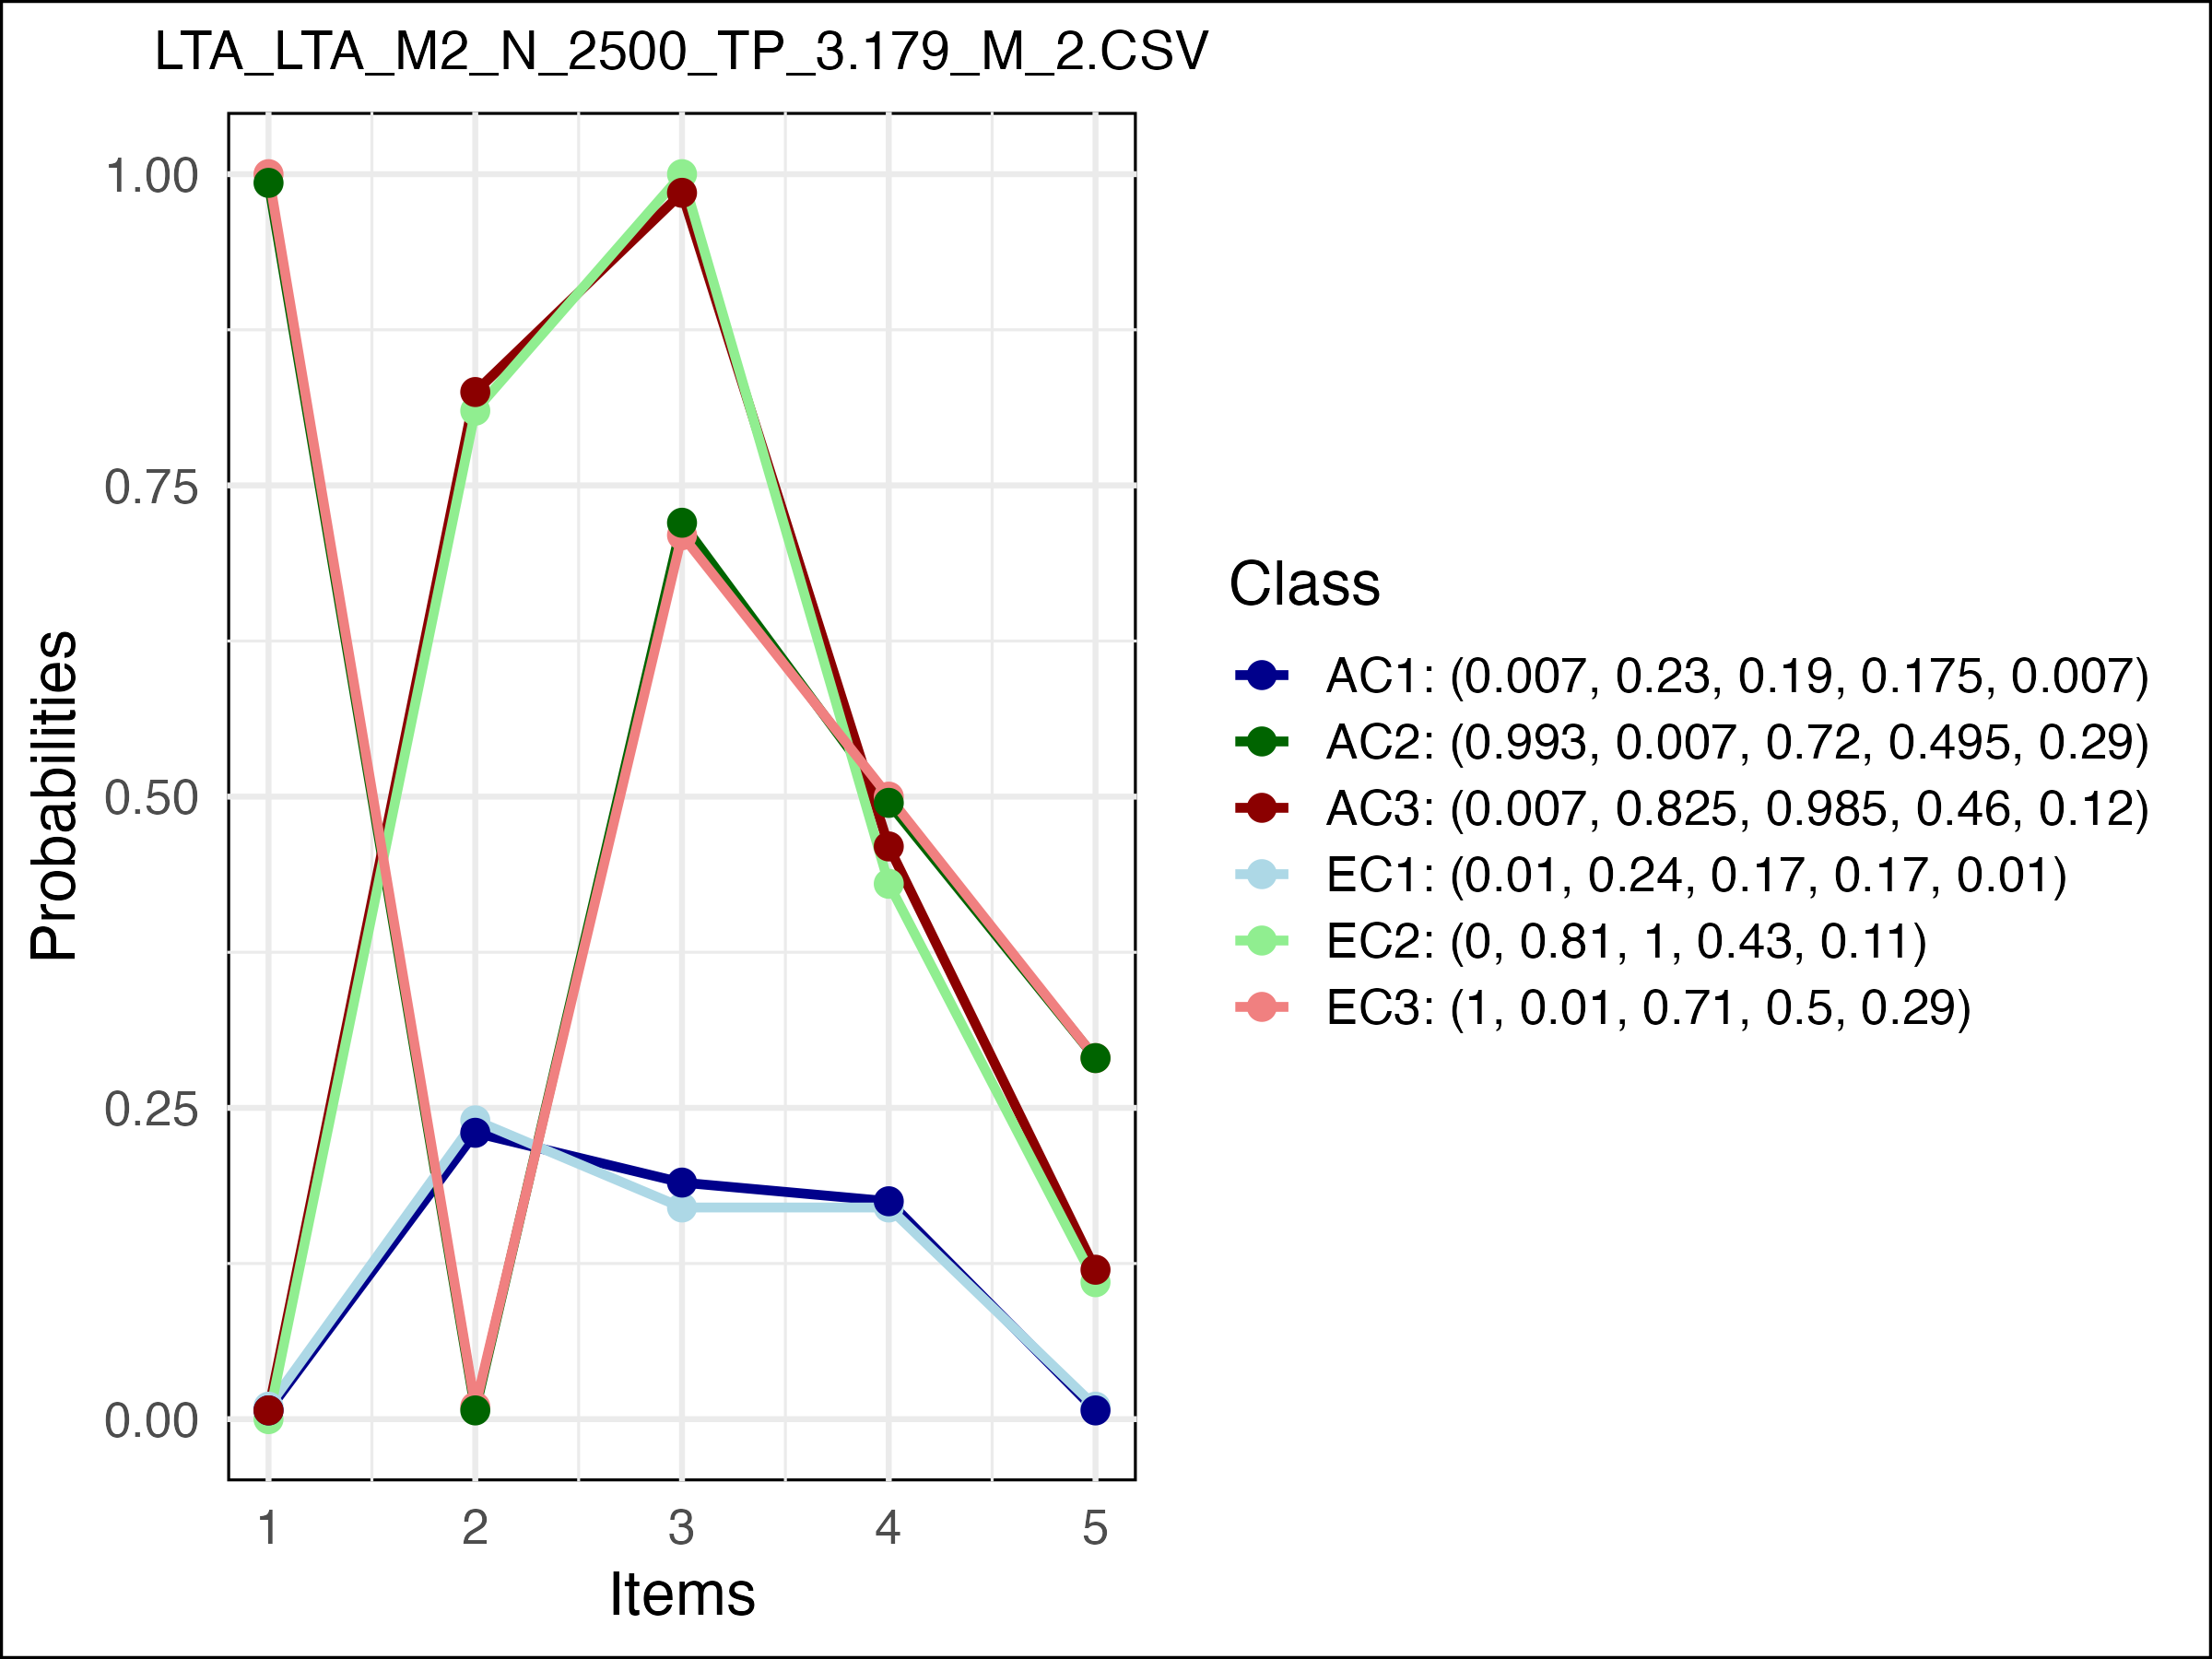 LTA_LTA_M2_N_2500_TP_3.179_M_2.CSV
1.00
0.75
0.50
0.25
0.00
Probabilities
1 2 3 4 5
Items
Class
AC1: (0.007, 0.23, 0.19, 0.175, 0.007)
AC2: (0.993, 0.007, 0.72, 0.495, 0.29)
AC3: (0.007, 0.825, 0.985, 0.46, 0.12)
EC1: (0.01, 0.24, 0.17, 0.17, 0.01)
EC2: (0, 0.81, 1, 0.43, 0.11)
EC3: (1, 0.01, 0.71, 0.5, 0.29)